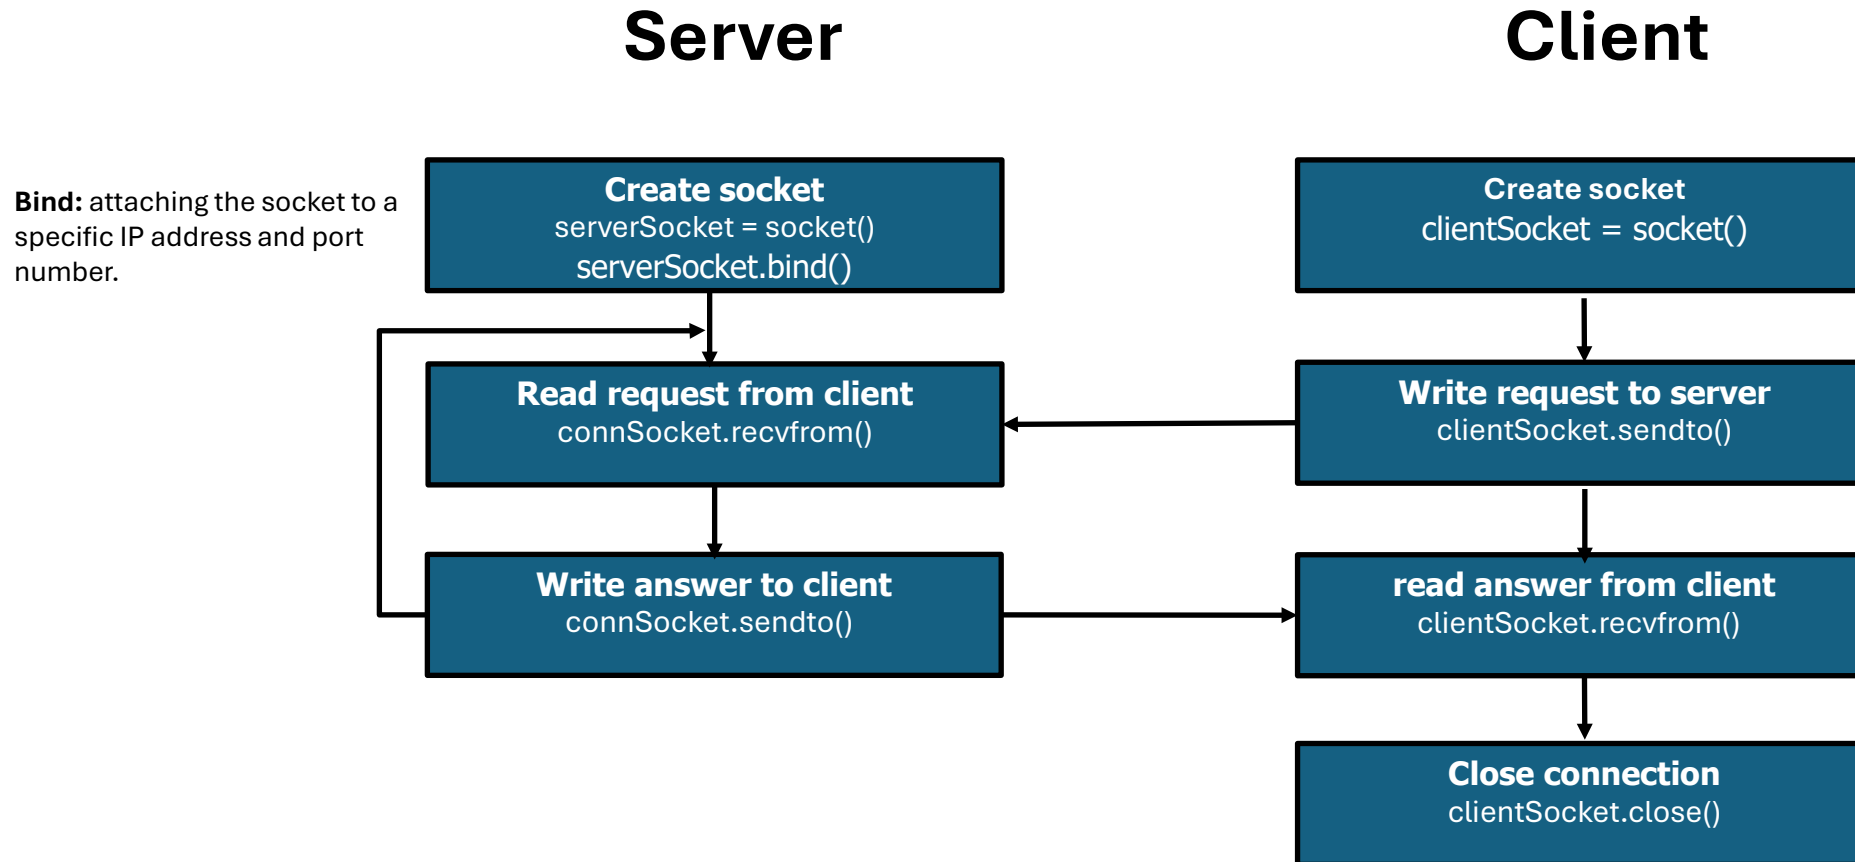 Server
Client
Bind: attaching the socket to a
specific IP address and port
number.
Create socket
serverSocket = socket()
serverSocket.bind()
Create socket
clientSocket = socket()
Read request from client
connSocket.recvfrom()
Write request to server
clientSocket.sendto()
Write answer to client
connSocket.sendto()
read answer from client
clientSocket.recvfrom()
Close connection
clientSocket.close()